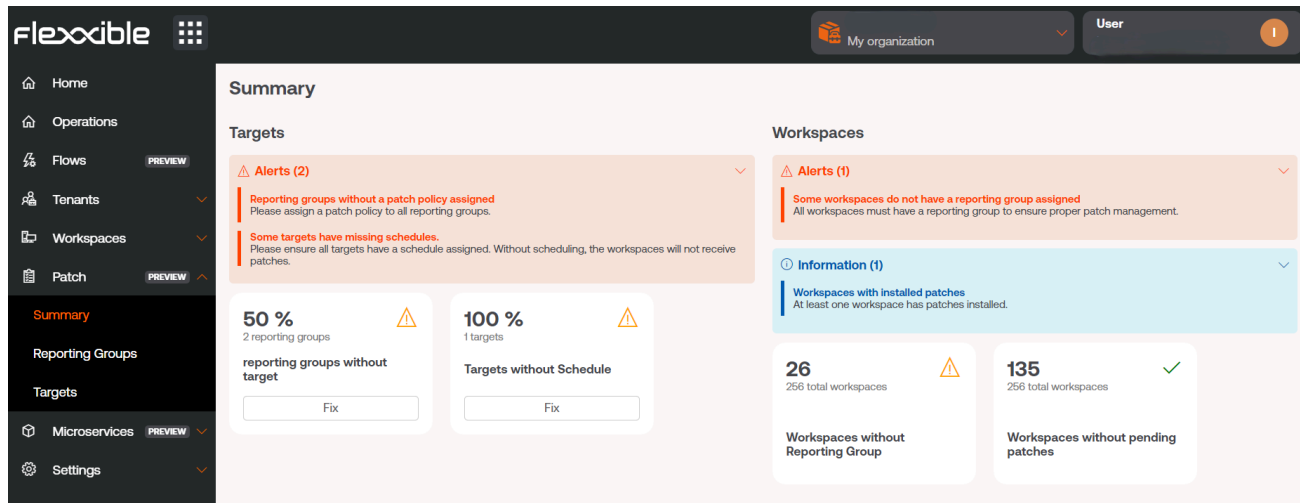 Flexxible
My organization
User
I
Home
Operations
Flows PREVIEW
Tenants
Workspaces
Patch PREVIEW
Summary
Reporting Groups
Targets
Microservices PREVIEW
Settings
Summary
Targets
Alerts (2)
Reporting groups without a patch policy assigned
Please assign a patch policy to all reporting groups.
Some targets have missing schedules.
Please ensure all targets have a schedule assigned. Without scheduling, the workspaces will not receive
patches.
50 %
2 reporting groups
reporting groups without
target
Fix
100 %
1 targets
Targets without Schedule
Fix
Workspaces
Alerts (1)
Some workspaces do not have a reporting group assigned
All workspaces must have a reporting group to ensure proper patch management.
Information (1)
Workspaces with installed patches
At least one workspace has patches installed.
26
256 total workspaces
Workspaces without
Reporting Group
135
256 total workspaces
Workspaces without pending
patches